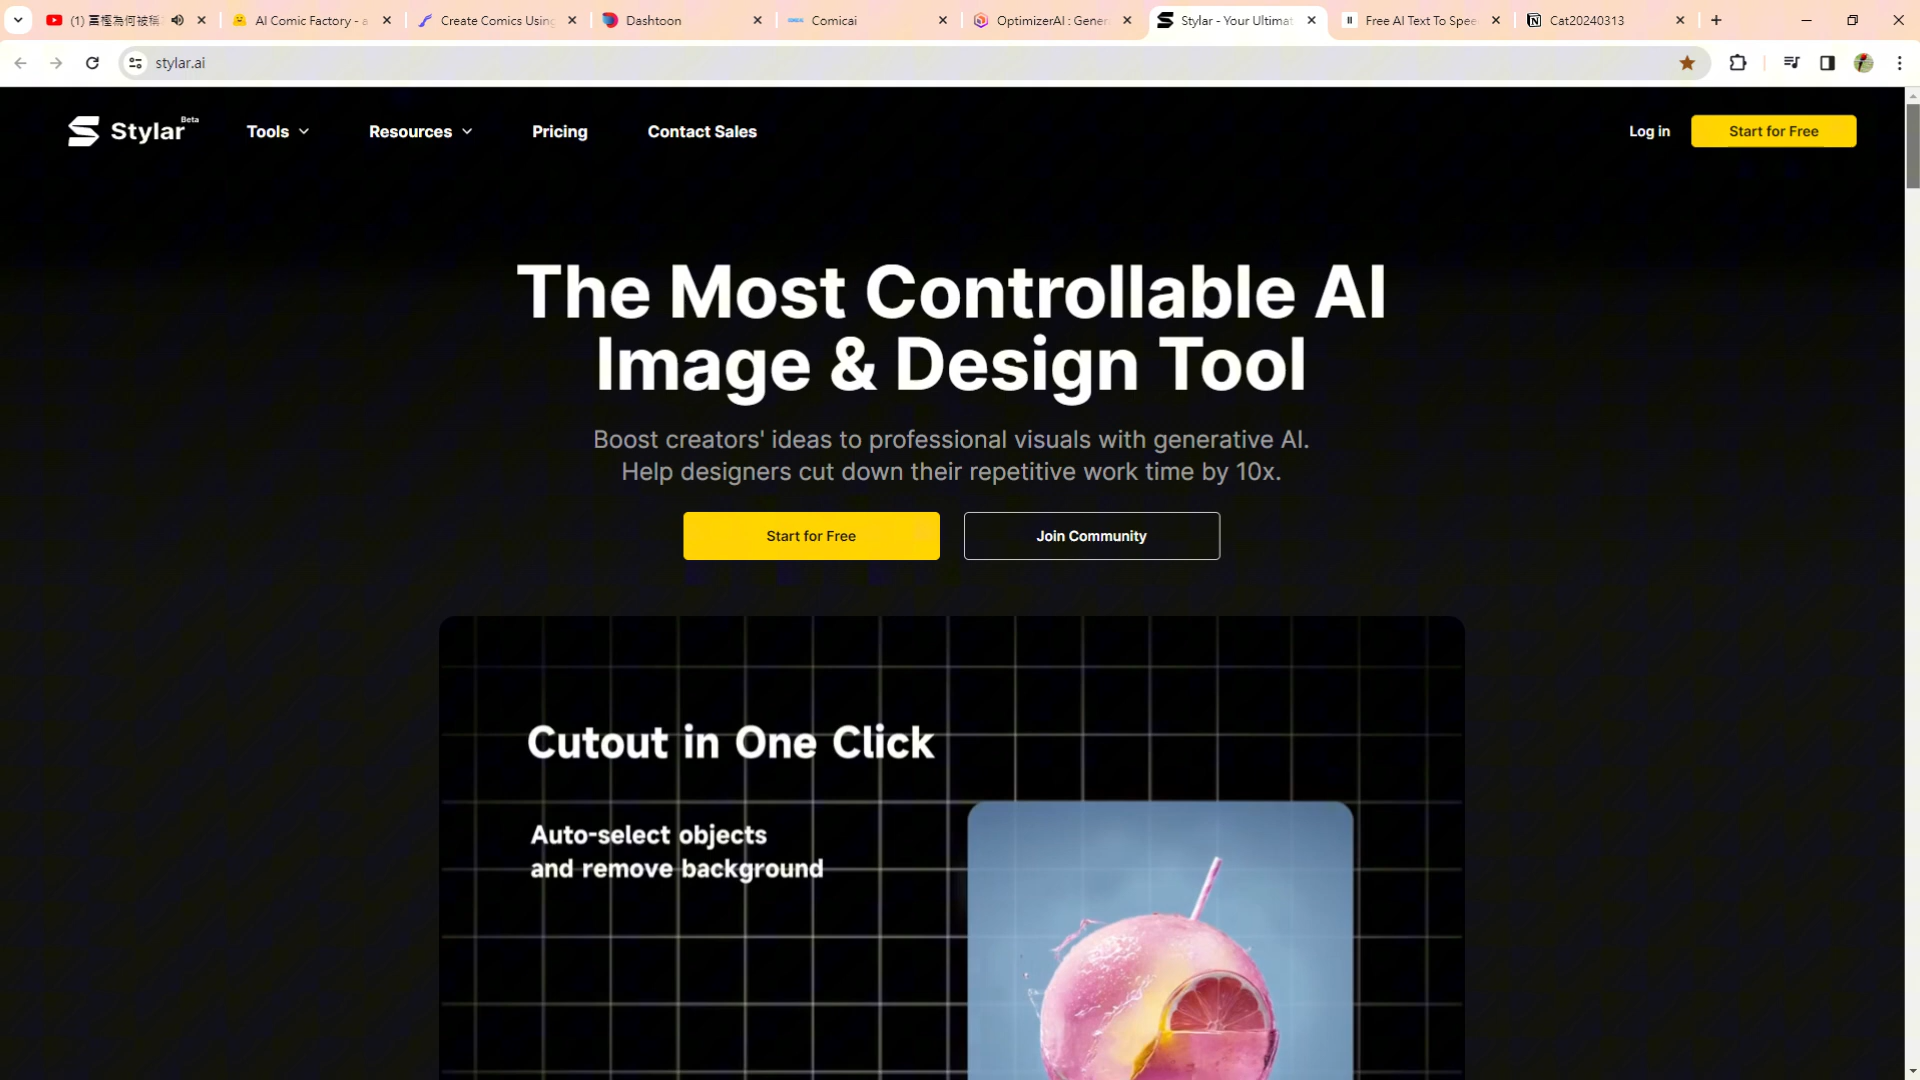 (1) 為何被稱
AI Comic Factory - a
Create Comics Using
Dashtoon
Comicai
OptimizerAI : Gener
Stylar - Your Ultimat
Free AI Text To Spee
Cat20240313
stylar.ai
Stylar Beta
Tools
Resources
Pricing
Contact Sales
Log in
Start for Free
The Most Controllable AI
Image & Design Tool
Boost creators' ideas to professional visuals with generative AI.
Help designers cut down their repetitive work time by 10x.
Start for Free
Join Community
Cutout in One Click
Auto-select objects
and remove background